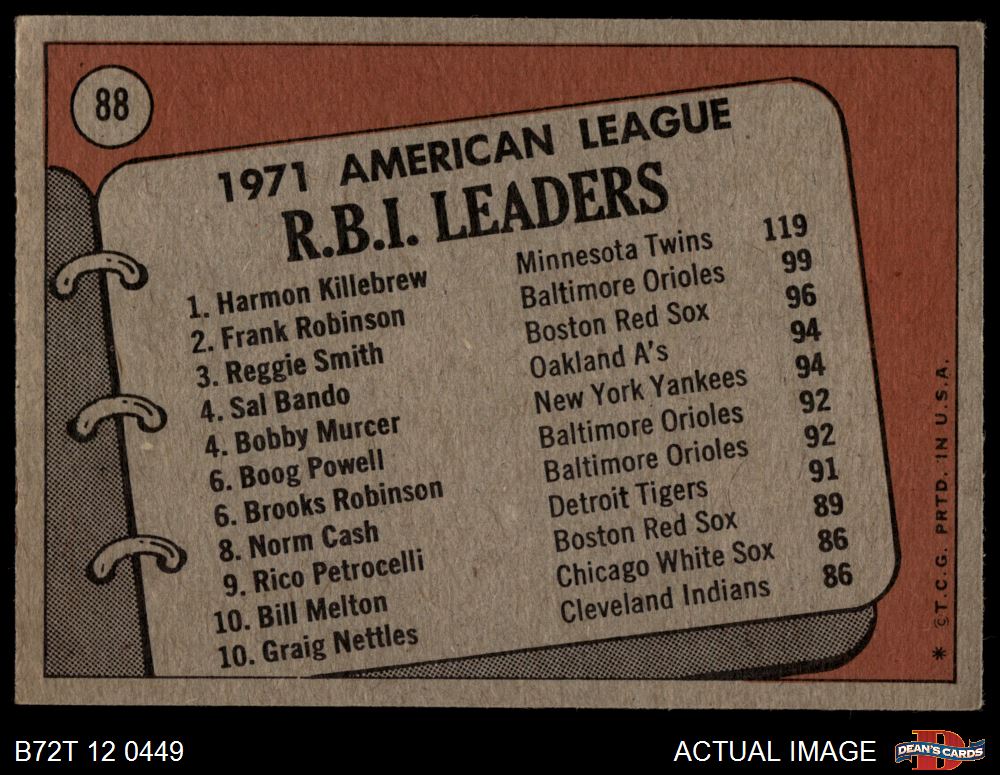 88
1971 AMERICAN LEAGUE
R.B.I. LEADERS
1. Harmon Killebrew Minnesota Twins 119
2. Frank Robinson Baltimore Orioles 99
3. Reggie Smith Boston Red Sox 96
4. Sal Bando Oakland A's 94
4. Bobby Murcer New York Yankees 94
6. Boog Powell Baltimore Orioles 92
6. Brooks Robinson Baltimore Orioles 92
8. Norm Cash Detroit Tigers 91
9. Rico Petrocelli Boston Red Sox 89
10. Bill Melton Chicago White Sox 86
10. Graig Nettles Cleveland Indians 86
* ©T.C.G. PRTD. IN U.S.A.
B72T 12 0449
ACTUAL IMAGE
D
DEAN'S CARDS